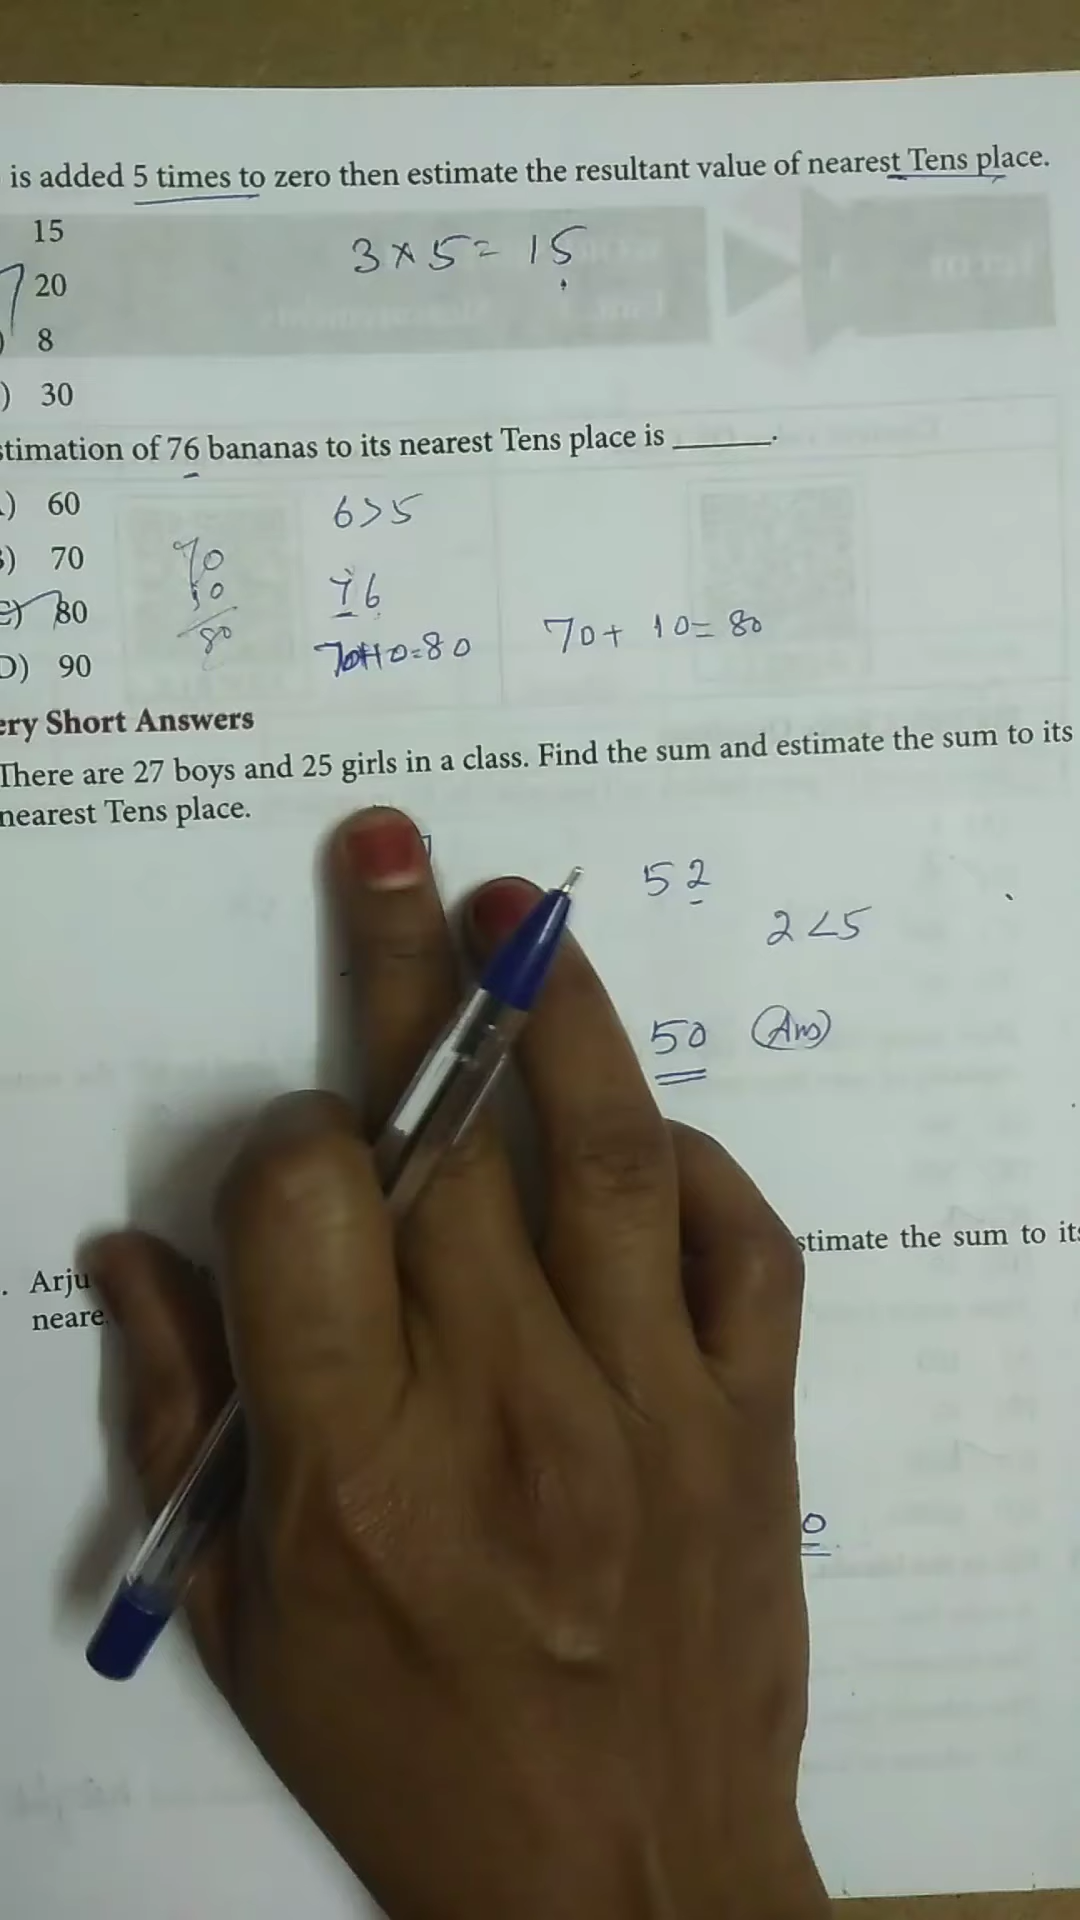 is added 5 times to zero then estimate the resultant value of nearest Tens place.
15
3 × 5 = 15
20
8
) 30
stimation of 76 bananas to its nearest Tens place is ______.
) 60
6 > 5
) 70
70
10
80
C) 80
76
70+10=80
70 + 10 = 80
D) 90
ery Short Answers
There are 27 boys and 25 girls in a class. Find the sum and estimate the sum to its
nearest Tens place.
52
2 < 5
50 (Ans)
stimate the sum to its
. Arju
neare
0